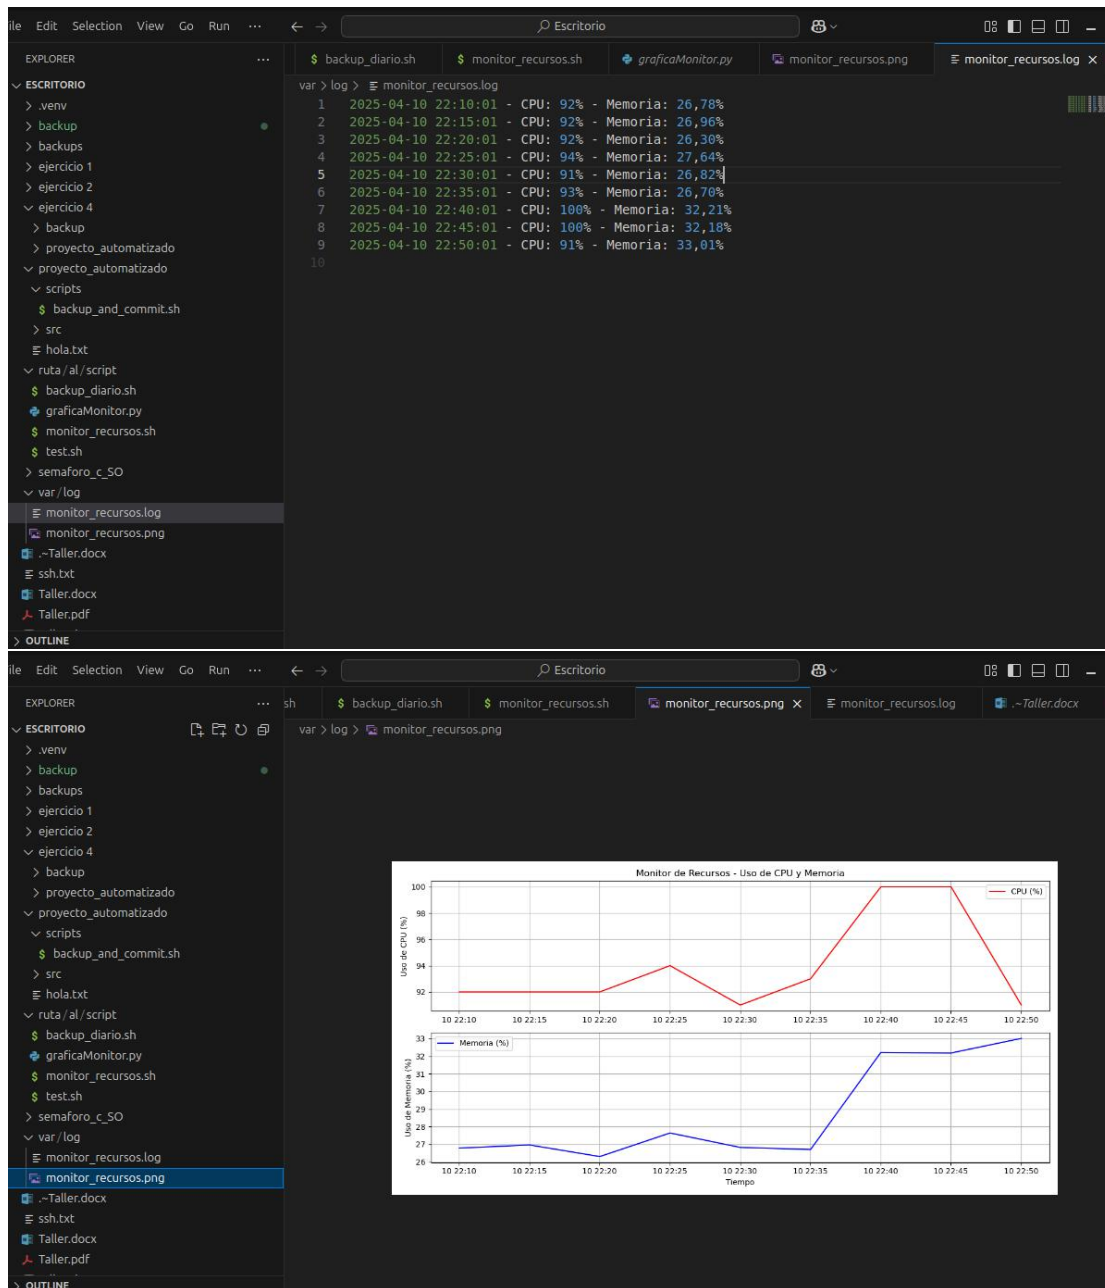 ile Edit Selection View Go Run ··· Escritorio
EXPLORER ···
ESCRITORIO
.venv
backup
backups
ejercicio 1
ejercicio 2
ejercicio 4
backup
proyecto_automatizado
proyecto_automatizado
scripts
$ backup_and_commit.sh
src
hola.txt
ruta/al/script
$ backup_diario.sh
graficaMonitor.py
$ monitor_recursos.sh
$ test.sh
semaforo_c_SO
var/log
monitor_recursos.log
monitor_recursos.png
.~Taller.docx
ssh.txt
Taller.docx
Taller.pdf
OUTLINE
$ backup_diario.sh $ monitor_recursos.sh graficaMonitor.py monitor_recursos.png monitor_recursos.log
var > log > monitor_recursos.log
1 2025-04-10 22:10:01 - CPU: 92% - Memoria: 26,78%
2 2025-04-10 22:15:01 - CPU: 92% - Memoria: 26,96%
3 2025-04-10 22:20:01 - CPU: 92% - Memoria: 26,30%
4 2025-04-10 22:25:01 - CPU: 94% - Memoria: 27,64%
5 2025-04-10 22:30:01 - CPU: 91% - Memoria: 26,82%
6 2025-04-10 22:35:01 - CPU: 93% - Memoria: 26,70%
7 2025-04-10 22:40:01 - CPU: 100% - Memoria: 32,21%
8 2025-04-10 22:45:01 - CPU: 100% - Memoria: 32,18%
9 2025-04-10 22:50:01 - CPU: 91% - Memoria: 33,01%
10
ile Edit Selection View Go Run ··· Escritorio
EXPLORER ···
ESCRITORIO
.venv
backup
backups
ejercicio 1
ejercicio 2
ejercicio 4
backup
proyecto_automatizado
proyecto_automatizado
scripts
$ backup_and_commit.sh
src
hola.txt
ruta/al/script
$ backup_diario.sh
graficaMonitor.py
$ monitor_recursos.sh
$ test.sh
semaforo_c_SO
var/log
monitor_recursos.log
monitor_recursos.png
.~Taller.docx
ssh.txt
Taller.docx
Taller.pdf
OUTLINE
sh $ backup_diario.sh $ monitor_recursos.sh monitor_recursos.png monitor_recursos.log .~Taller.docx
var > log > monitor_recursos.png
Monitor de Recursos - Uso de CPU y Memoria
CPU (%)
Uso de CPU (%)
100
98
96
94
92
10 22:10 10 22:15 10 22:20 10 22:25 10 22:30 10 22:35 10 22:40 10 22:45 10 22:50
Memoria (%)
Uso de Memoria (%)
33
32
31
30
29
28
27
26
10 22:10 10 22:15 10 22:20 10 22:25 10 22:30 10 22:35 10 22:40 10 22:45 10 22:50
Tiempo